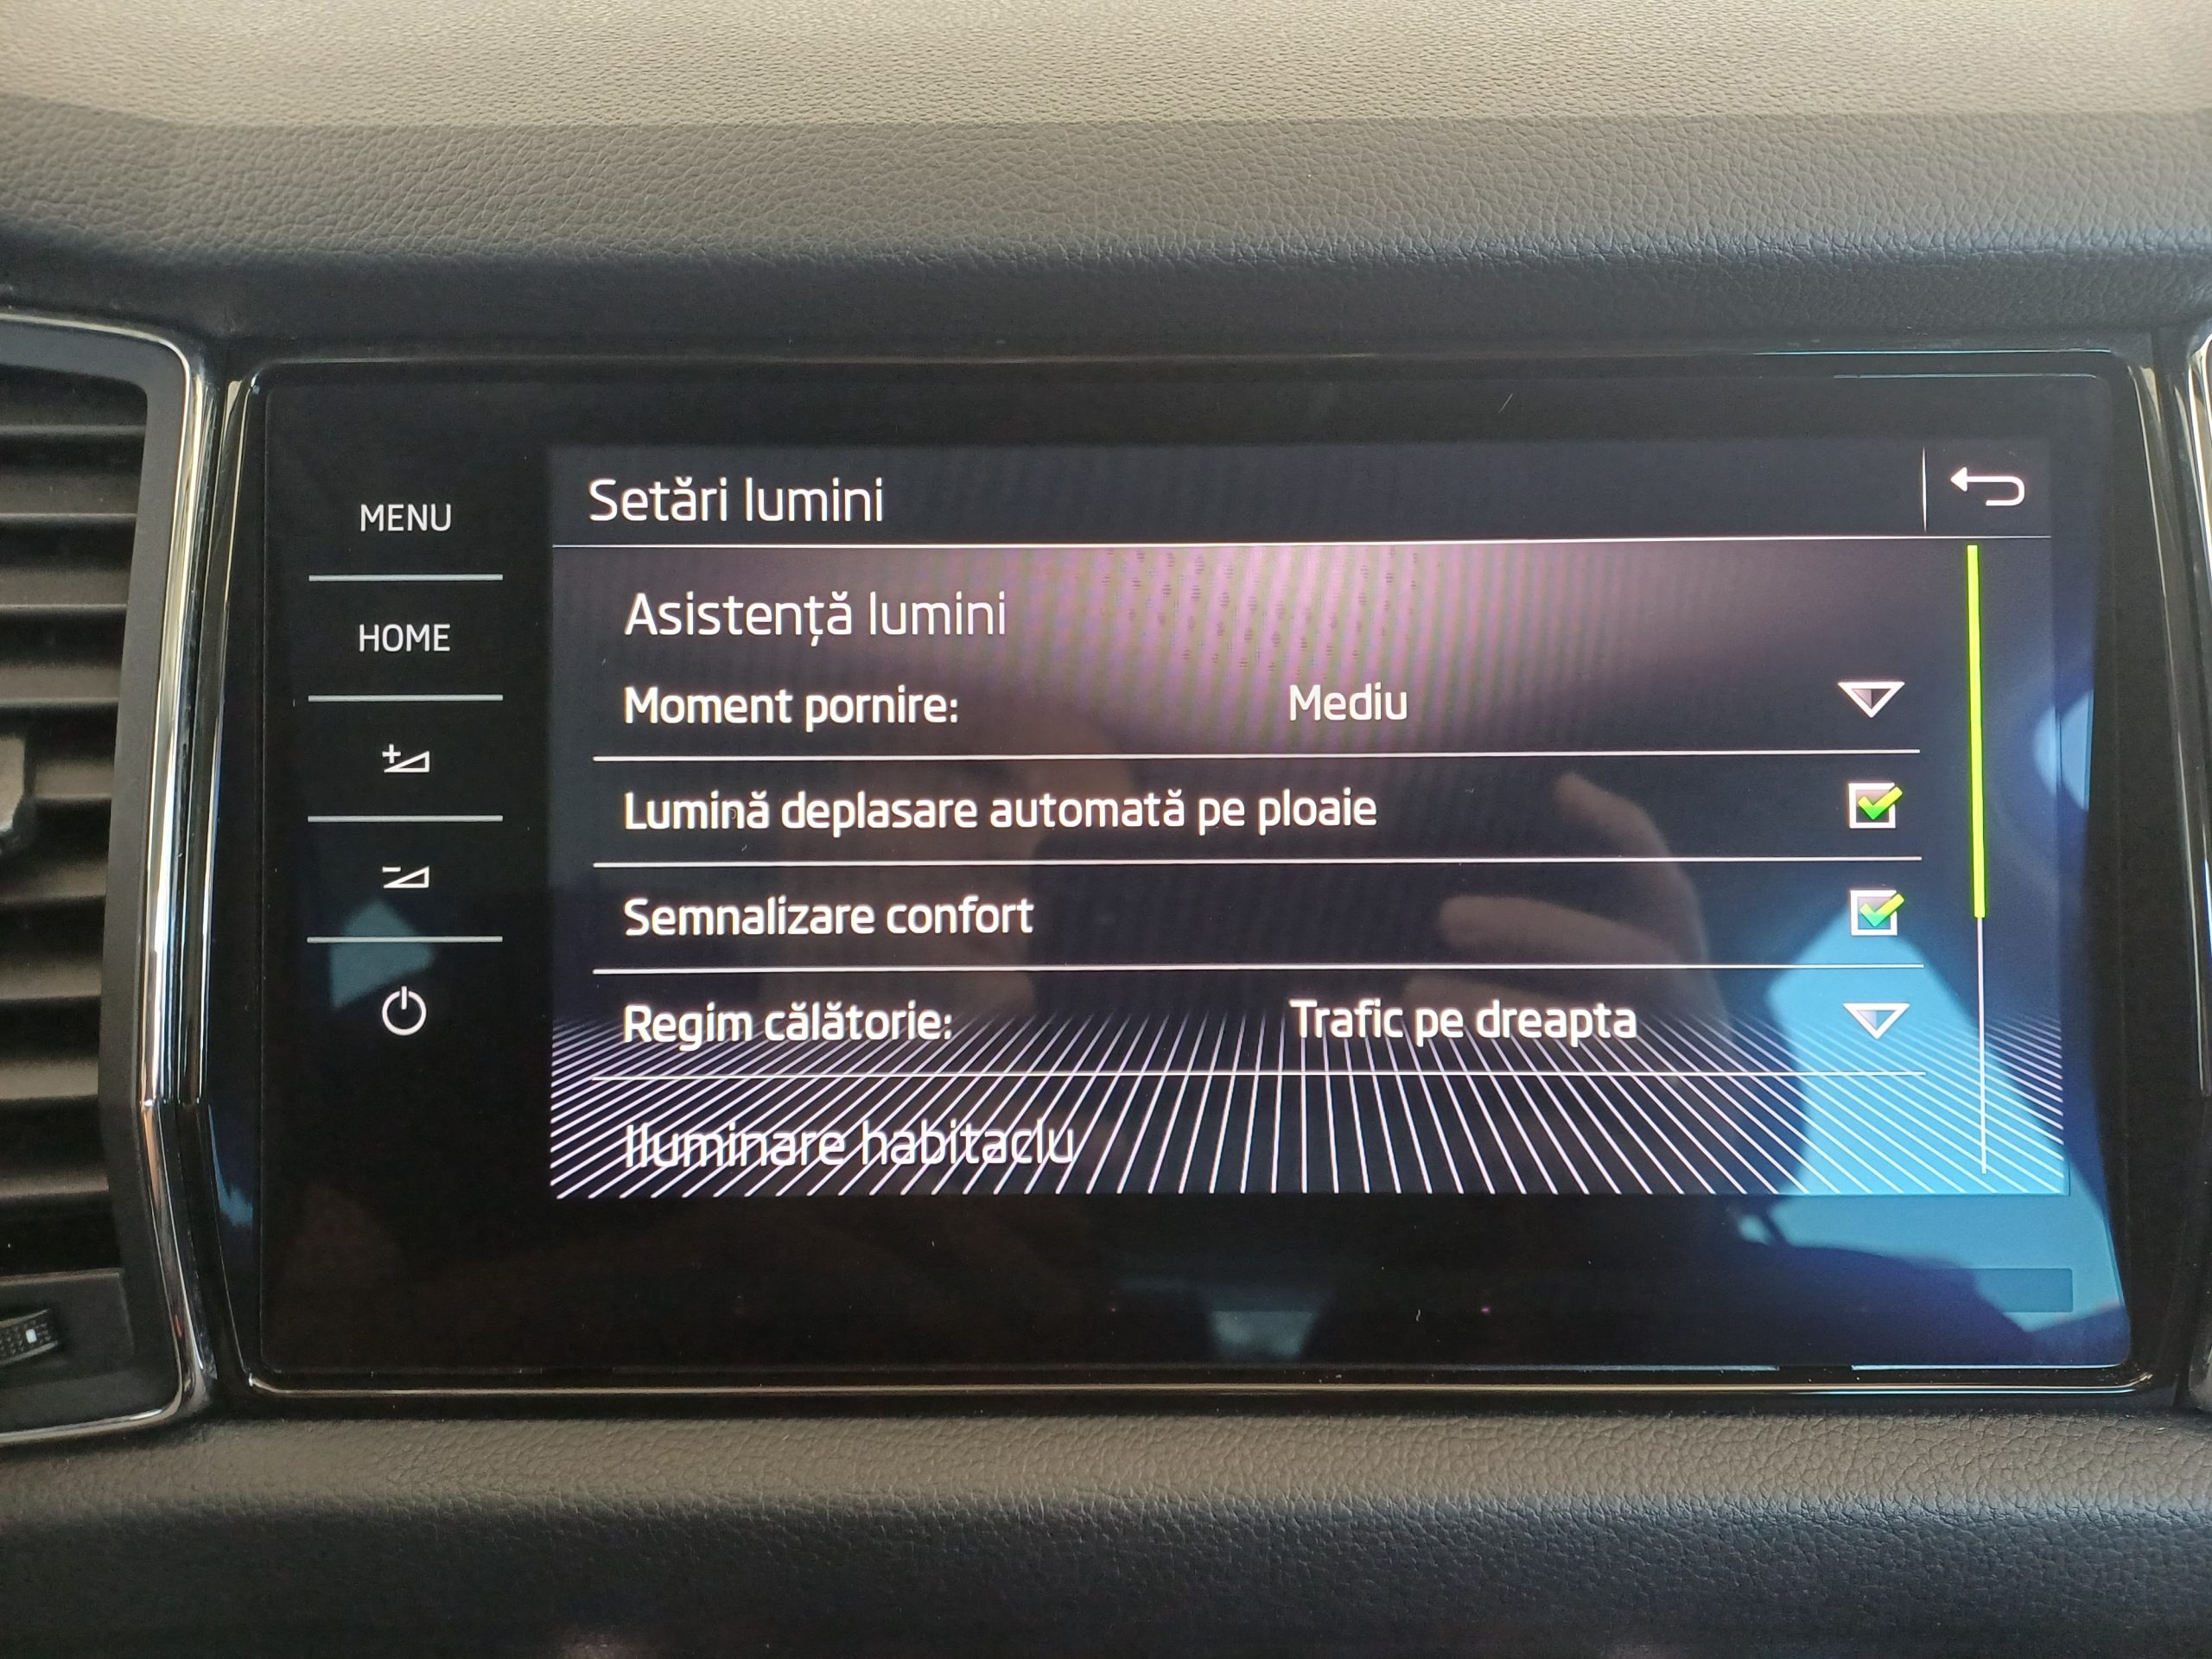 MENU
HOME
Setări lumini
Asistenţă lumini
Moment pornire: Mediu
Lumină deplasare automată pe ploaie
Semnalizare confort
Regim călătorie: Trafic pe dreapta
Iluminare habitaclu